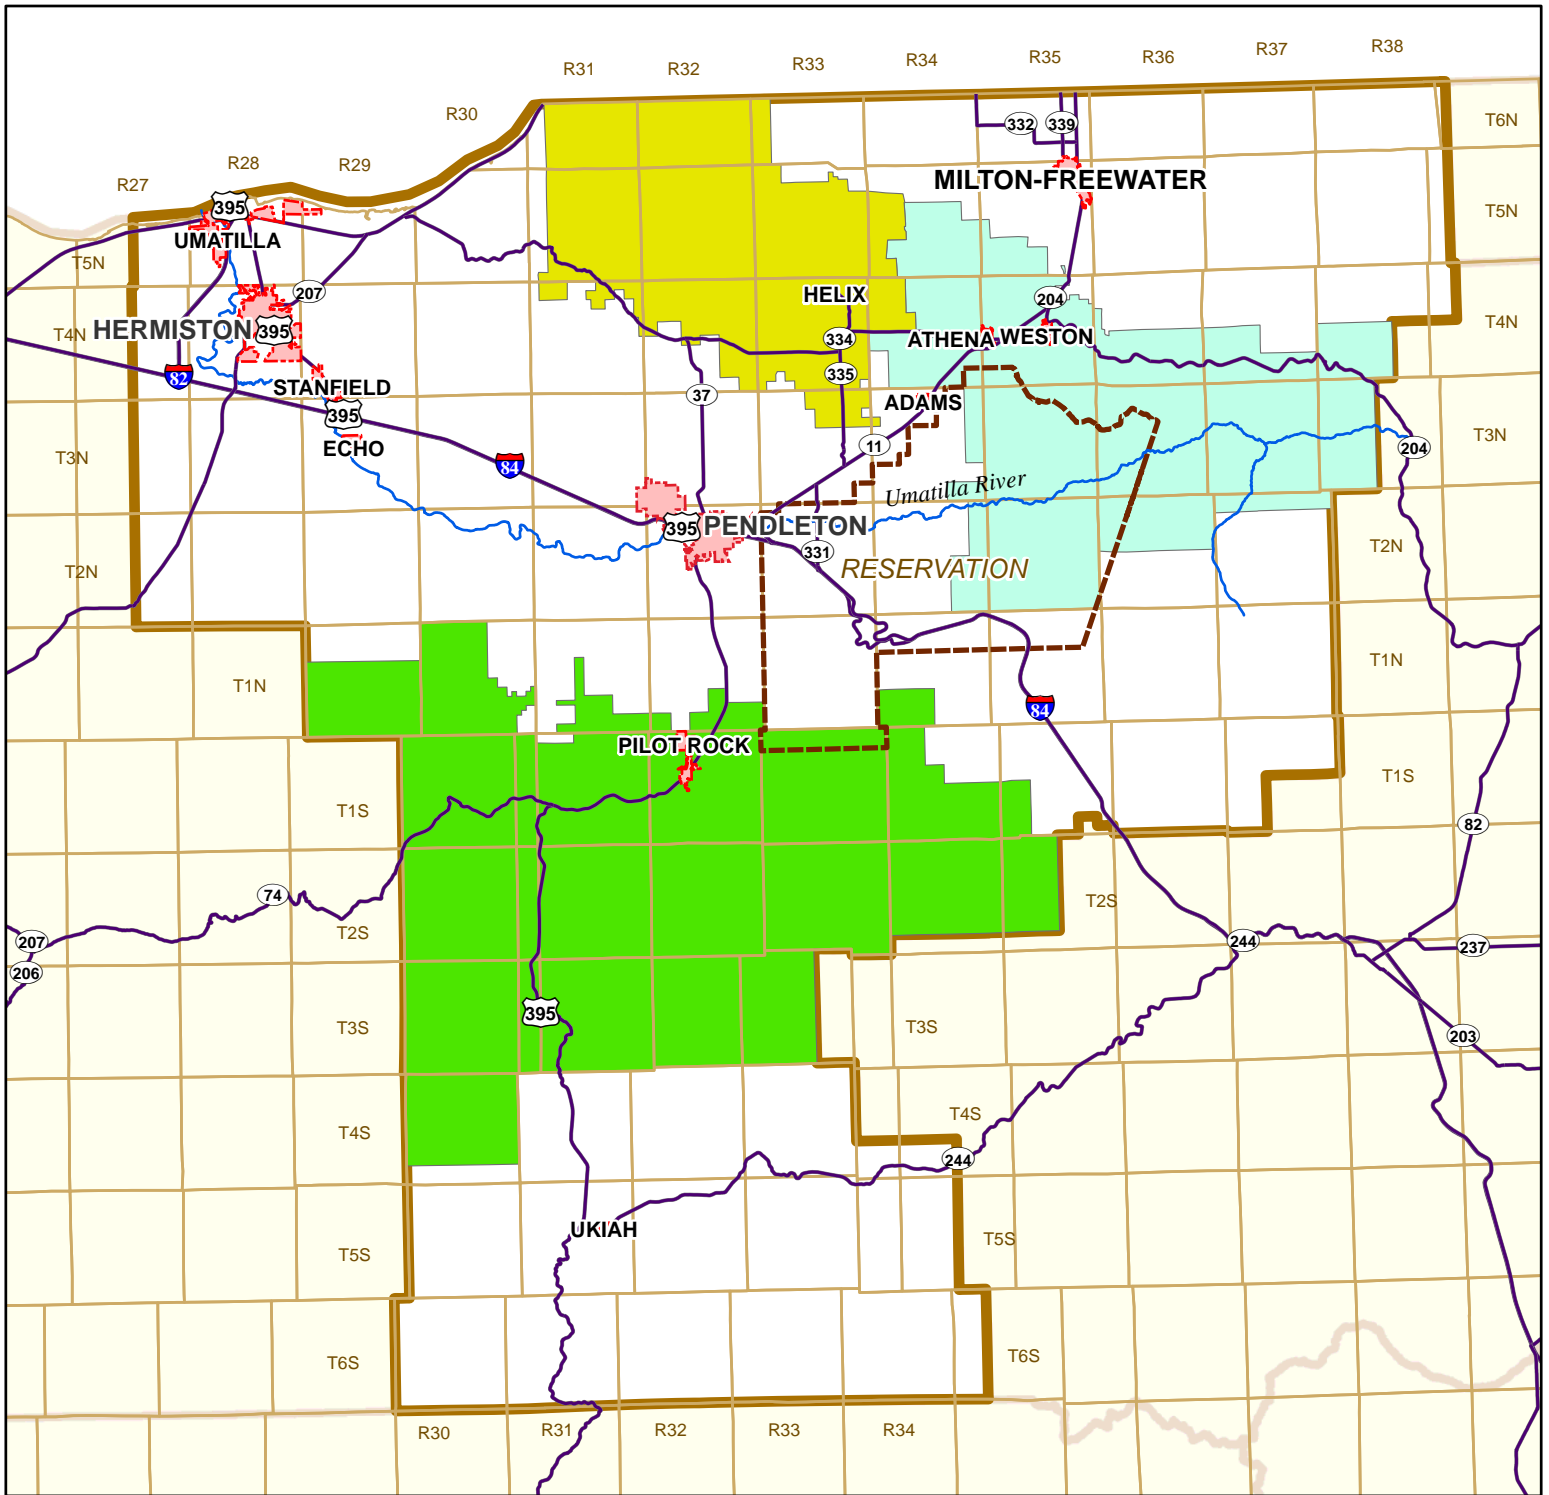 R31
R32
R33
R34
R35
R36
R37
R38
R30
R29
R28
R27
332
339
T6N
MILTON-FREEWATER
395
UMATILLA
T5N
T5N
207
HELIX
204
HERMISTON
395
T4N
334
ATHENA
WESTON
T4N
335
82
STANFIELD
395
37
ADAMS
ECHO
11
T3N
T3N
204
84
Umatilla River
395
PENDLETON
331
RESERVATION
T2N
T2N
T1N
T1N
84
PILOT ROCK
T1S
T1S
82
74
T2S
T2S
207
206
244
237
395
T3S
T3S
203
T4S
T4S
244
UKIAH
T5S
T5S
T6S
T6S
R30
R31
R32
R33
R34